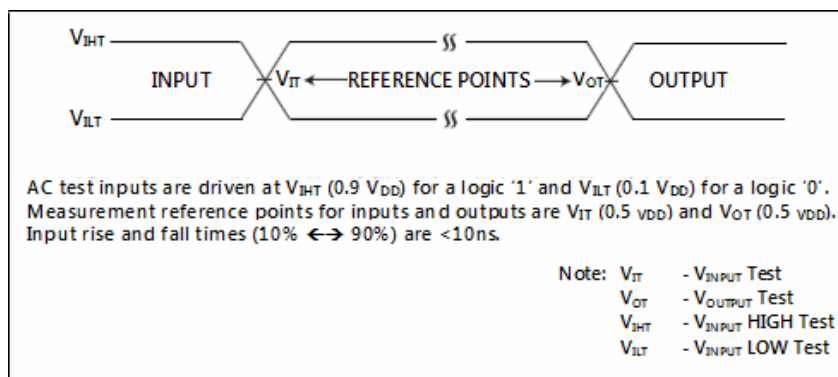 VIHT
INPUT VIT REFERENCE POINTS VOT OUTPUT
VILT
AC test inputs are driven at VIHT (0.9 VDD) for a logic '1' and VILT (0.1 VDD) for a logic '0'.
Measurement reference points for inputs and outputs are VIT (0.5 VDD) and VOT (0.5 VDD).
Input rise and fall times (10% ←→ 90%) are <10ns.
Note: VIT - VINPUT Test
VOT - VOUTPUT Test
VIHT - VINPUT HIGH Test
VILT - VINPUT LOW Test